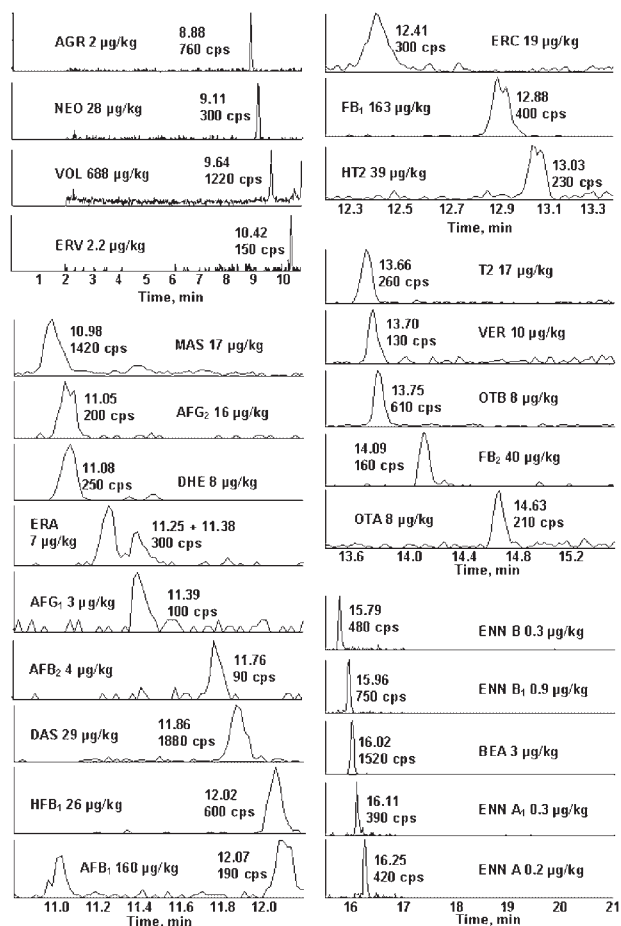 AGR 2 µg/kg
8.88
760 cps
NEO 28 µg/kg
9.11
300 cps
VOL 688 µg/kg
9.64
1220 cps
ERV 2.2 µg/kg
10.42
150 cps
1 2 3 4 5 6 7 8 9 10
Time, min
10.98
1420 cps
MAS 17 µg/kg
11.05
200 cps
AFG₂ 16 µg/kg
11.08
250 cps
DHE 8 µg/kg
ERA
7 µg/kg
11.25 + 11.38
300 cps
AFG₁ 3 µg/kg
11.39
100 cps
AFB₂ 4 µg/kg
11.76
90 cps
DAS 29 µg/kg
11.86
1880 cps
HFB₁ 26 µg/kg
12.02
600 cps
AFB₁ 160 µg/kg
12.07
190 cps
11.0 11.2 11.4 11.6 11.8 12.0
Time, min
12.41
300 cps
ERC 19 µg/kg
FB₁ 163 µg/kg
12.88
400 cps
HT2 39 µg/kg
13.03
230 cps
12.3 12.5 12.7 12.9 13.1 13.3
Time, min
13.66
260 cps
T2 17 µg/kg
13.70
130 cps
VER 10 µg/kg
13.75
610 cps
OTB 8 µg/kg
14.09
160 cps
FB₂ 40 µg/kg
OTA 8 µg/kg
14.63
210 cps
13.6 14.0 14.4 14.8 15.2
Time, min
15.79
480 cps
ENN B 0.3 µg/kg
15.96
750 cps
ENN B₁ 0.9 µg/kg
16.02
1520 cps
BEA 3 µg/kg
16.11
390 cps
ENN A₁ 0.3 µg/kg
16.25
420 cps
ENN A 0.2 µg/kg
16 17 18 19 20 21
Time, min